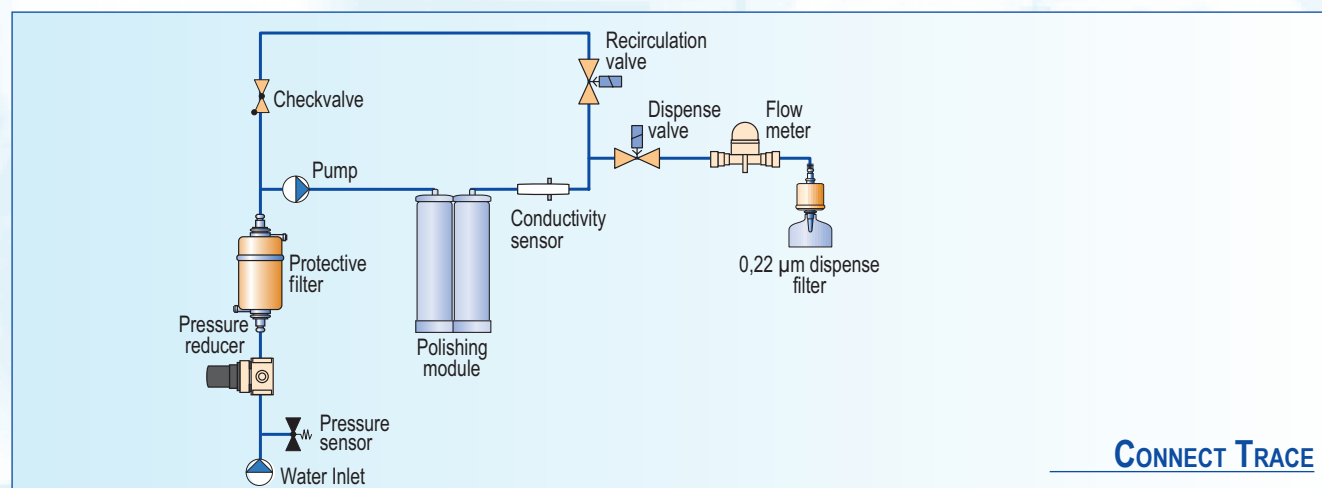 Recirculation
valve
Checkvalve
Dispense
valve
Flow
meter
Pump
Conductivity
sensor
0,22 µm dispense
filter
Protective
filter
Pressure
reducer
Polishing
module
Pressure
sensor
Water Inlet
CONNECT TRACE